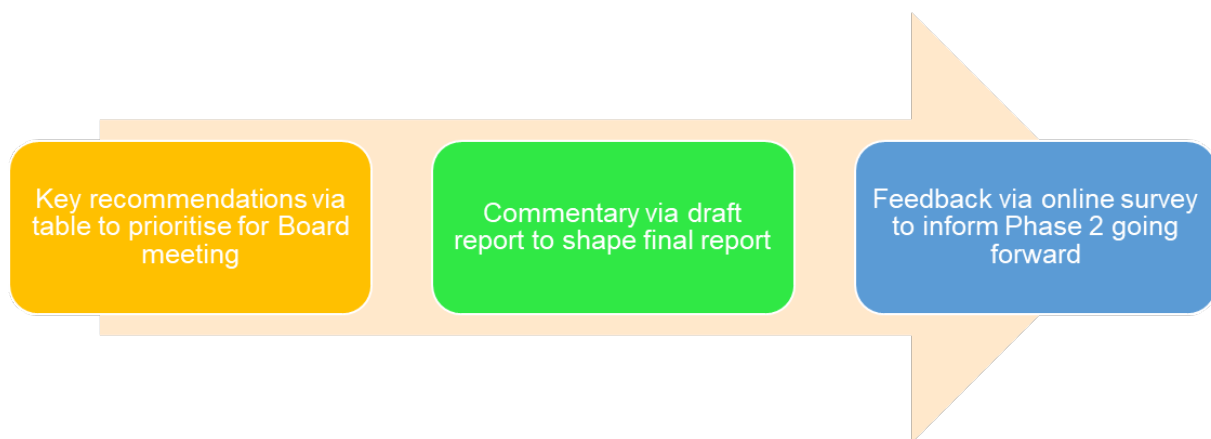 Key recommendations via
table to prioritise for Board
meeting
Commentary via draft
report to shape final report
Feedback via online survey
to inform Phase 2 going
forward